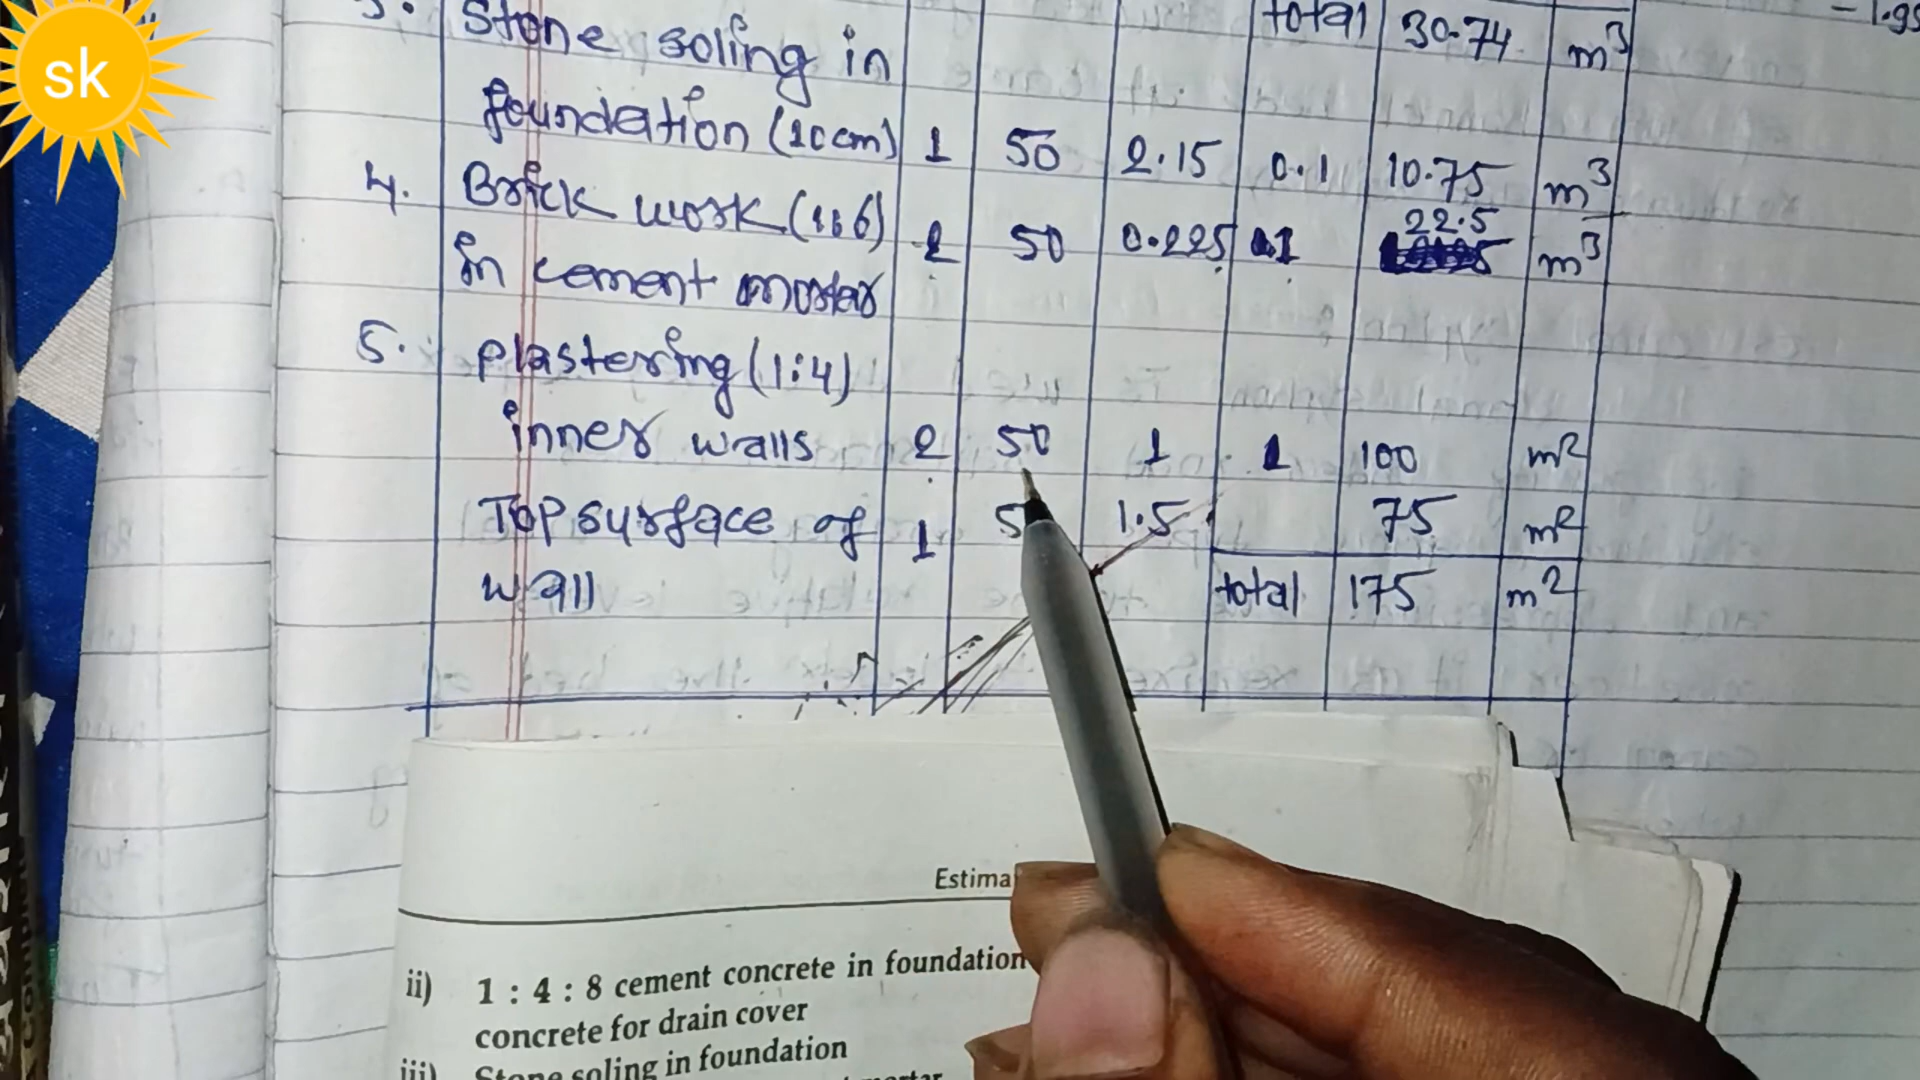 sk
3. Stone soling in total 30.74 m³
foundation (10cm) 1 50 2.15 0.1 10.75 m³
4. Brick work (1:6) 2 50 0.225 1 22.5 m³
in cement mortar
5. plastering (1:4)
inner walls 2 50 1 1 100 m²
Top surface of 1 5 1.5 75 m²
wall total 175 m²
Estima
ii) 1 : 4 : 8 cement concrete in foundation
concrete for drain cover
iii) Stone soling in foundation